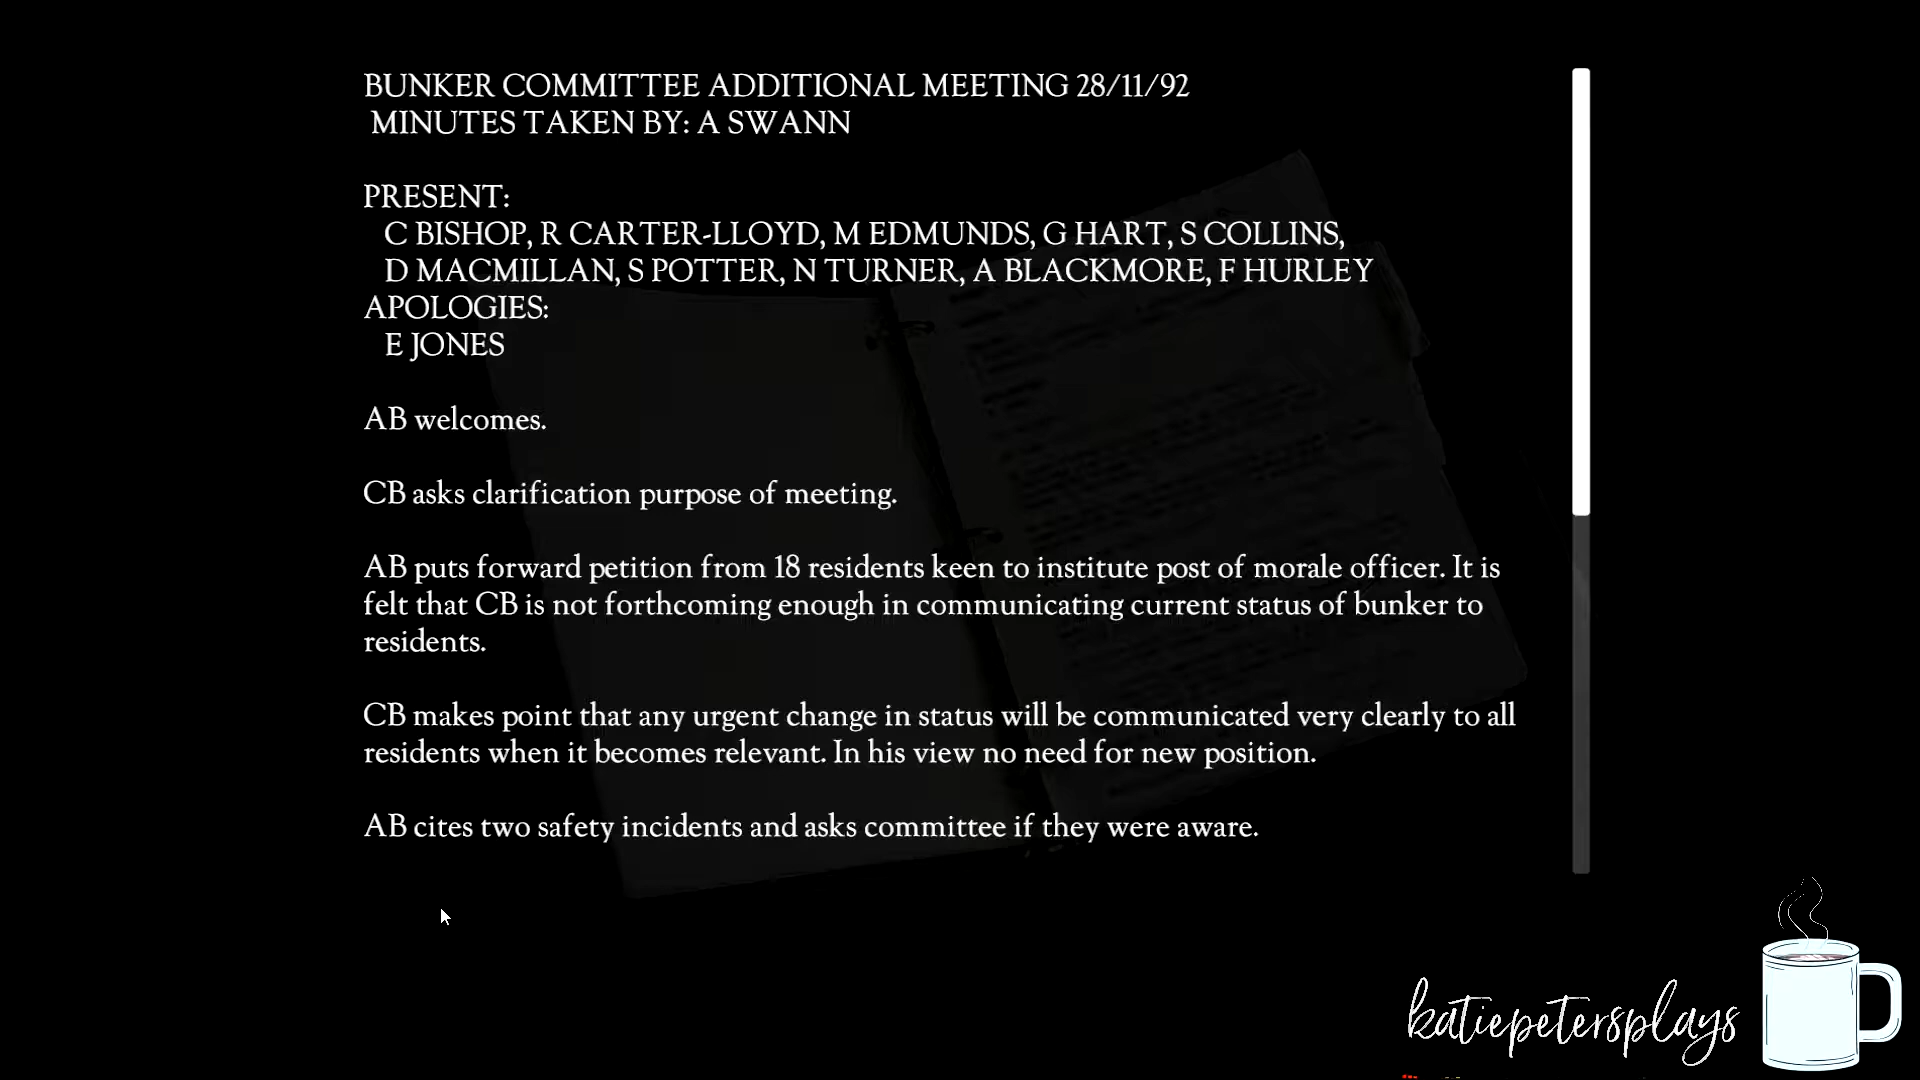 BUNKER COMMITTEE ADDITIONAL MEETING 28/11/92
MINUTES TAKEN BY: A SWANN
PRESENT:
C BISHOP, R CARTER-LLOYD, M EDMUNDS, G HART, S COLLINS,
D MACMILLAN, S POTTER, N TURNER, A BLACKMORE, F HURLEY
APOLOGIES:
E JONES
AB welcomes.
CB asks clarification purpose of meeting.
AB puts forward petition from 18 residents keen to institute post of morale officer. It is
felt that CB is not forthcoming enough in communicating current status of bunker to
residents.
CB makes point that any urgent change in status will be communicated very clearly to all
residents when it becomes relevant. In his view no need for new position.
AB cites two safety incidents and asks committee if they were aware.
katiepetersplays